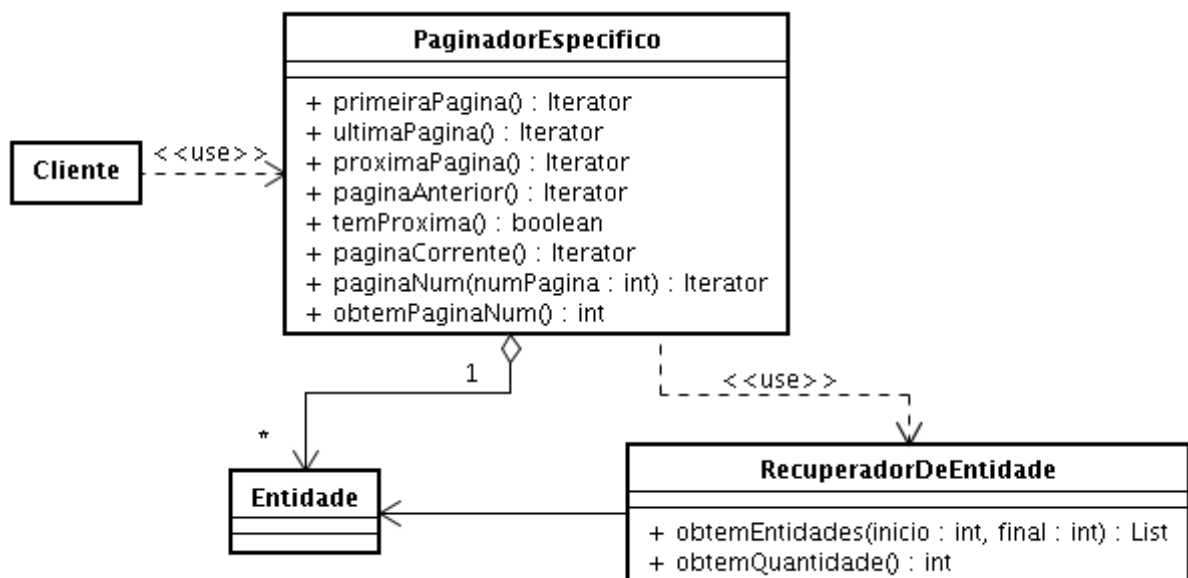 PaginadorEspecifico
+ primeiraPagina() : Iterator
+ ultimaPagina() : Iterator
+ proximaPagina() : Iterator
+ paginaAnterior() : Iterator
+ temProxima() : boolean
+ paginaCorrente() : Iterator
+ paginaNum(numPagina : int) : Iterator
+ obtemPaginaNum() : int
<<use>>
Cliente
1
<<use>>
*
Entidade
RecuperadorDeEntidade
+ obtemEntidades(inicio : int, final : int) : List
+ obtemQuantidade() : int